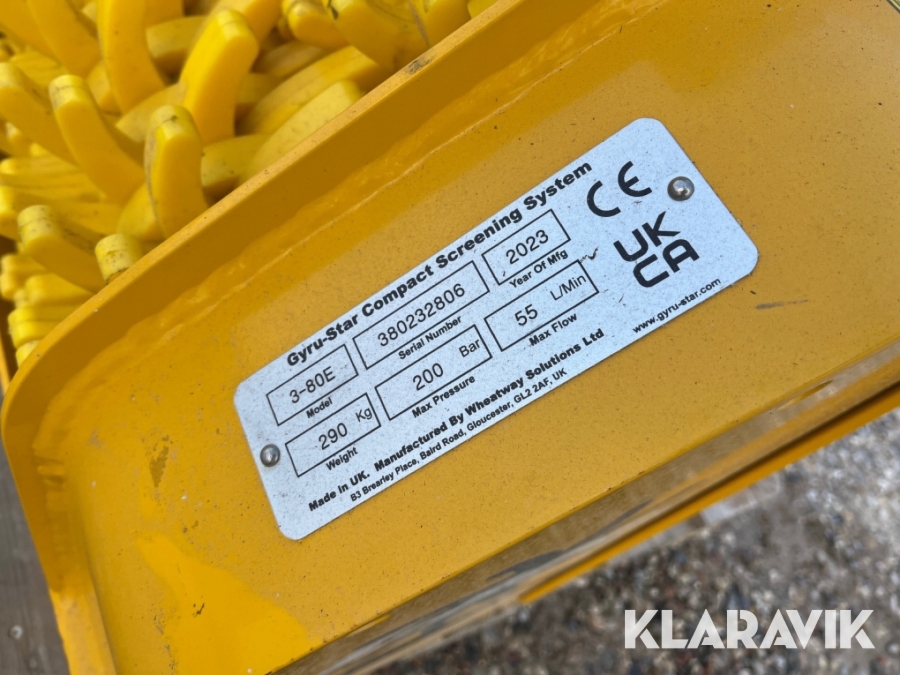 Gyru-Star Compact Screening System
3-80E
Model
380232806
Serial Number
2023
Year Of Mfg
290 Kg
Weight
200 Bar
Max Pressure
55 L/Min
Max Flow
Made in UK. Manufactured By Wheatway Solutions Ltd
B3 Brearley Place, Baird Road, Gloucester, GL2 2AF, UK
CE
UK
CA
www.gyru-star.com
KLARAVIK